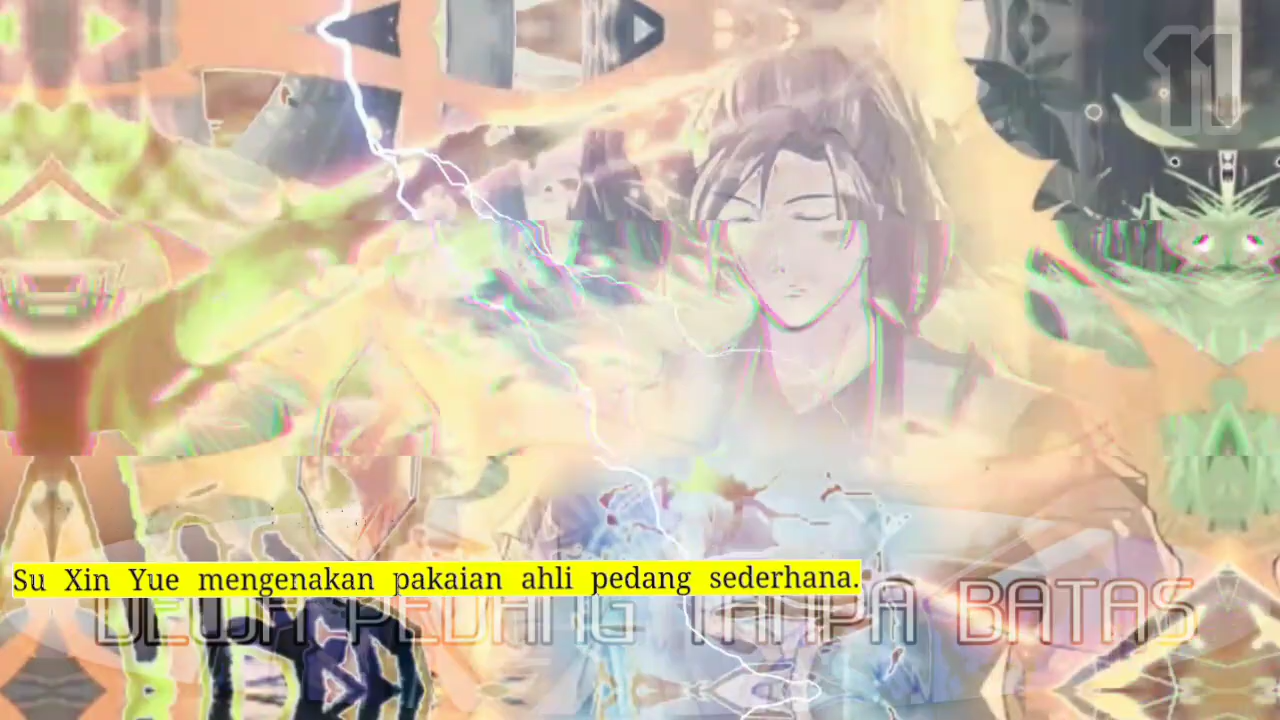 11
Su Xin Yue mengenakan pakaian ahli pedang sederhana.
DEWA PEDANG TANPA BATAS